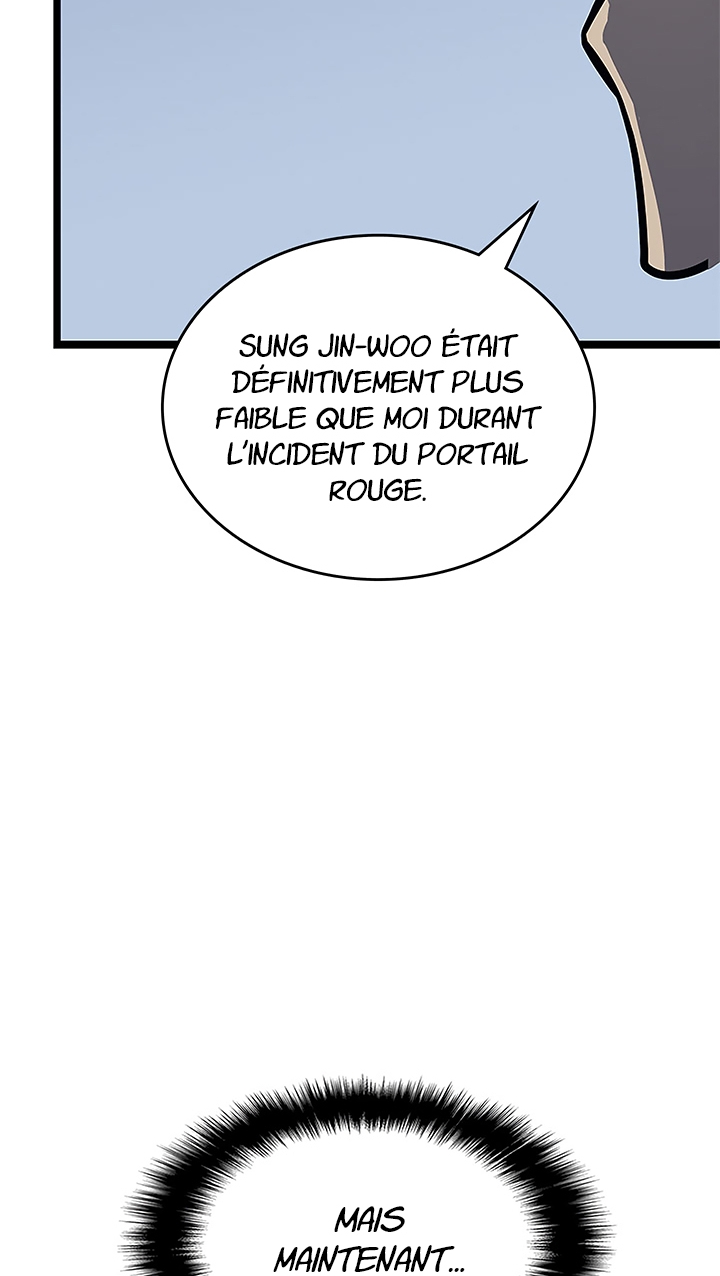 SUNG JIN-WOO ÉTAIT
DÉFINITIVEMENT PLUS
FAIBLE QUE MOI DURANT
L'INCIDENT DU PORTAIL
ROUGE.
MAIS
MAINTENANT...